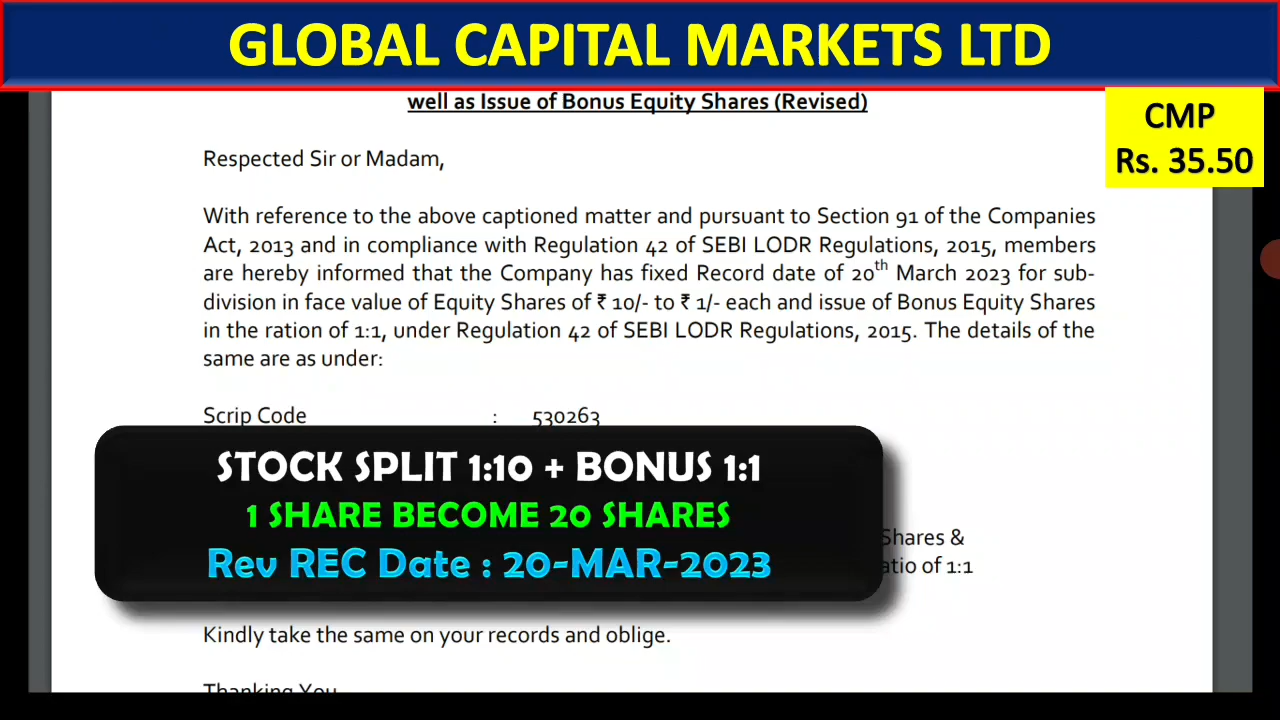 GLOBAL CAPITAL MARKETS LTD
well as Issue of Bonus Equity Shares (Revised)
CMP
Rs. 35.50
Respected Sir or Madam,
With reference to the above captioned matter and pursuant to Section 91 of the Companies
Act, 2013 and in compliance with Regulation 42 of SEBI LODR Regulations, 2015, members
are hereby informed that the Company has fixed Record date of 20th March 2023 for sub-
division in face value of Equity Shares of ₹ 10/- to ₹ 1/- each and issue of Bonus Equity Shares
in the ration of 1:1, under Regulation 42 of SEBI LODR Regulations, 2015. The details of the
same are as under:
Scrip Code : 530263
STOCK SPLIT 1:10 + BONUS 1:1
1 SHARE BECOME 20 SHARES
Rev REC Date : 20-MAR-2023
Shares &
atio of 1:1
Kindly take the same on your records and oblige.
Thanking You